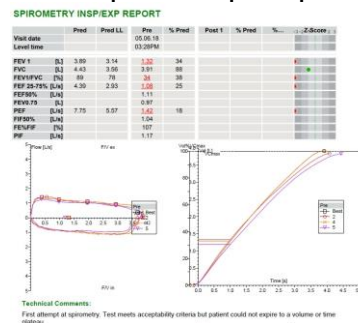 SPIROMETRY INSP/EXP REPORT
Pred Pred LL Pre % Pred Post 1 % Pred %... Z-Score
Visit date 05.06.18
Level time 03:28PM
FEV 1 [L] 3.89 3.14 1.32 34
FVC [L] 4.43 3.56 3.91 88
FEV1/FVC [%] 89 78 34 38
FEF 25-75% [L/s] 4.39 2.93 1.08 25
FEF50% [L/s] 1.11
FEV0.75 [L] 0.97
PEF [L/s] 7.75 5.57 1.42 18
FIF50% [L/s] 1.04
FE%FIF [%] 107
PIF [L/s] 1.17
Flow [L/s] F/V ex
Pre
Best
F/V in
Time [s]
Technical Comments:
First attempt at spirometry. Test meets acceptability criteria but patient could not expire to a volume or time
plateau.